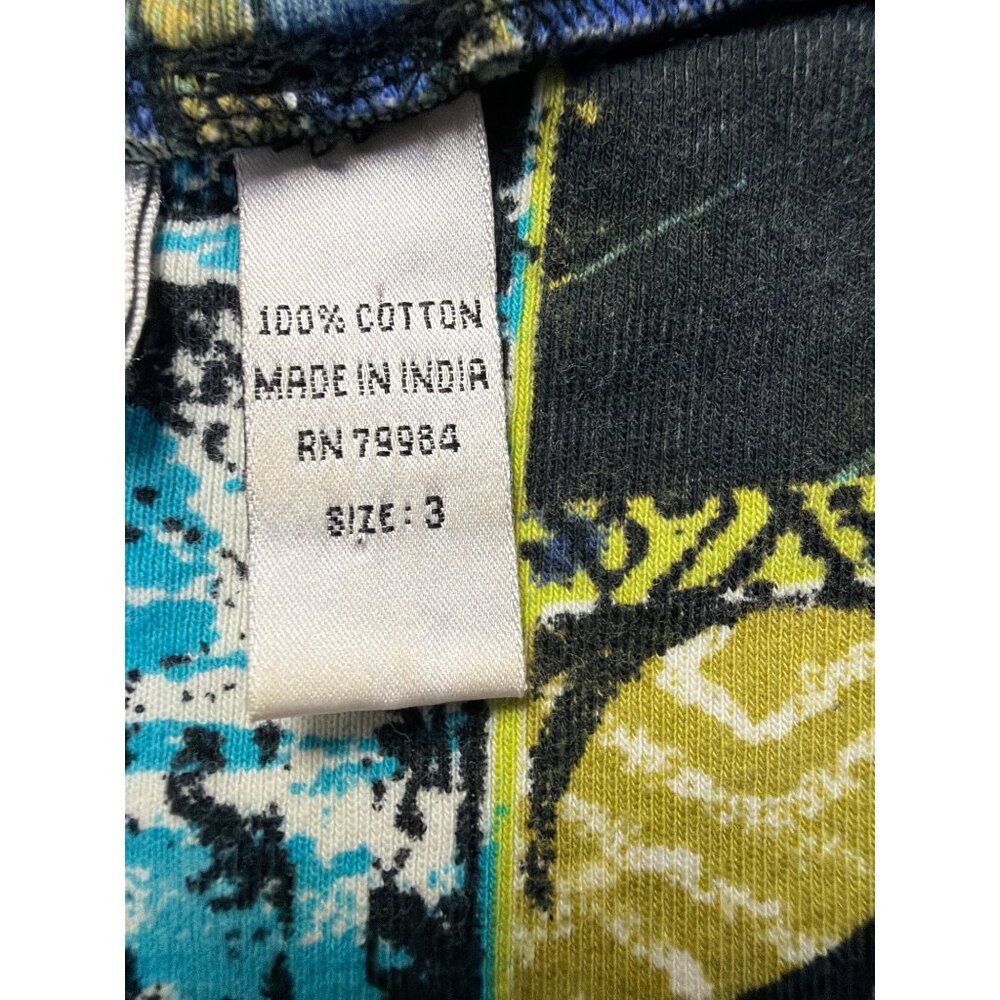 100% COTTON
MADE IN INDIA
RN 79984
SIZE: 3